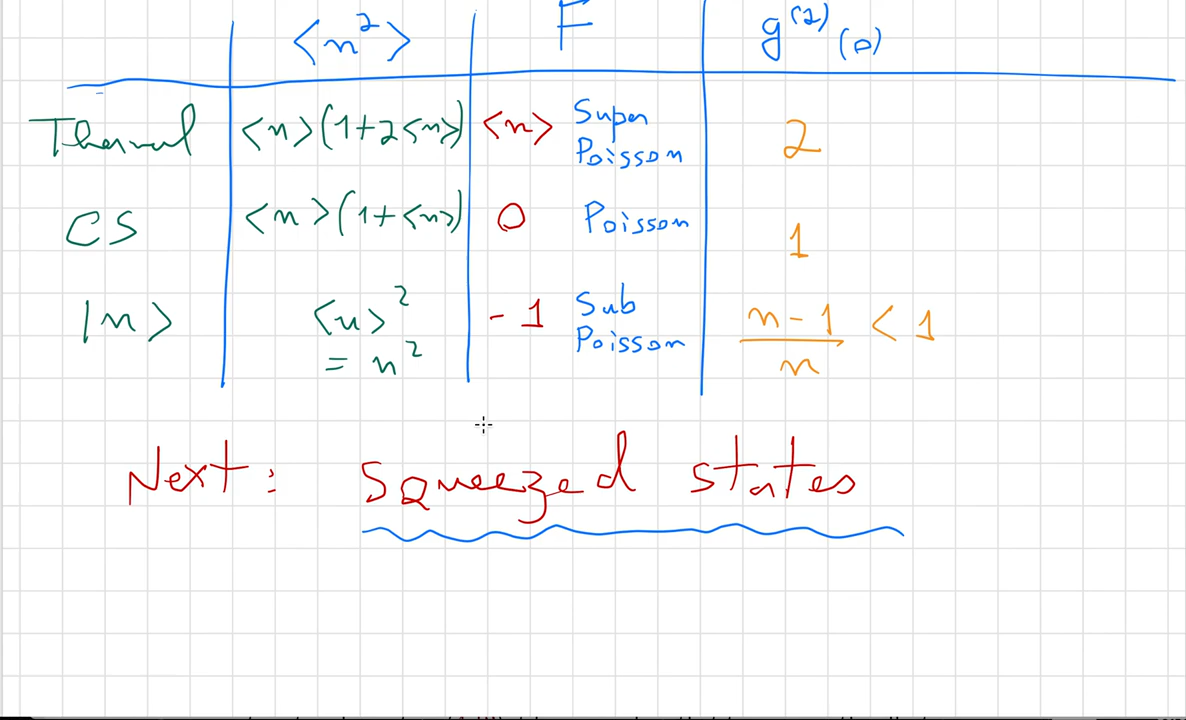 <n²> F g⁽²⁾(0)
Thermal <n>(1+2<n>) <n> Super Poisson 2
CS <n>(1+<n>) 0 Poisson 1
|n> <n>² = n² -1 Sub Poisson n-1/n < 1
Next: Squeezed states